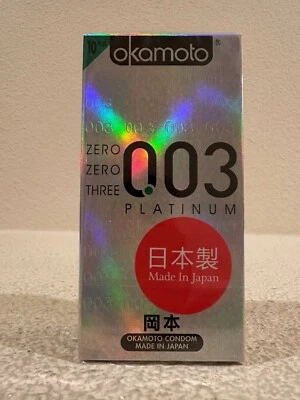 okamoto
ZERO
ZERO
THREE
0.03
PLATINUM
日本製
Made In Japan
岡本
OKAMOTO CONDOM
MADE IN JAPAN